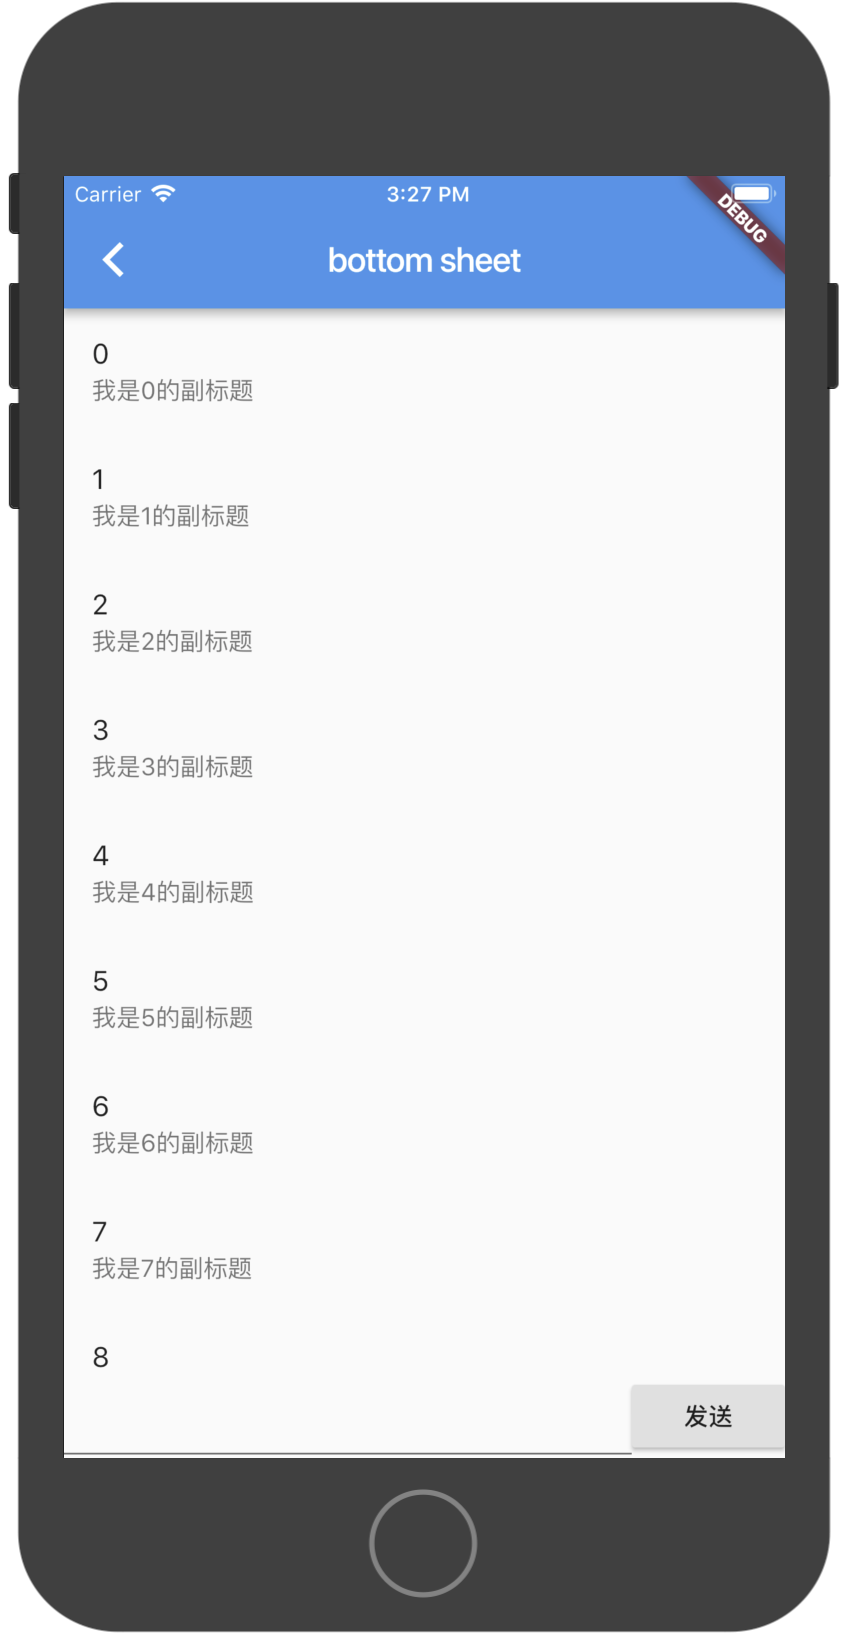 Carrier 3:27 PM
DEBUG
bottom sheet
0
我是0的副标题
1
我是1的副标题
2
我是2的副标题
3
我是3的副标题
4
我是4的副标题
5
我是5的副标题
6
我是6的副标题
7
我是7的副标题
8
发送